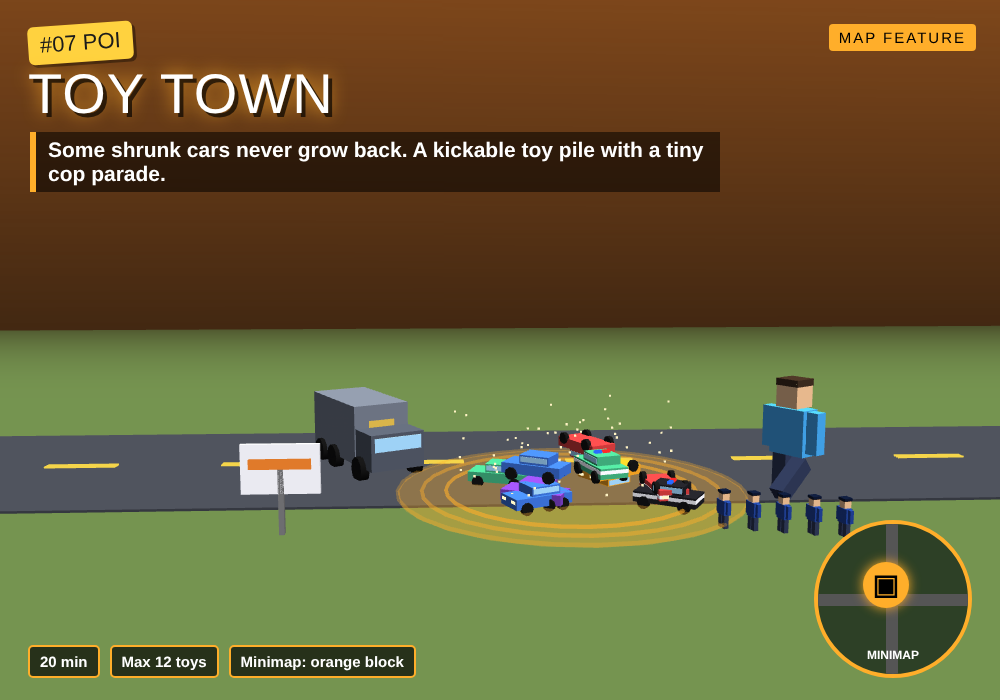 #07 POI
MAP FEATURE
TOY TOWN
Some shrunk cars never grow back. A kickable toy pile with a tiny
cop parade.
20 min
Max 12 toys
Minimap: orange block
MINIMAP